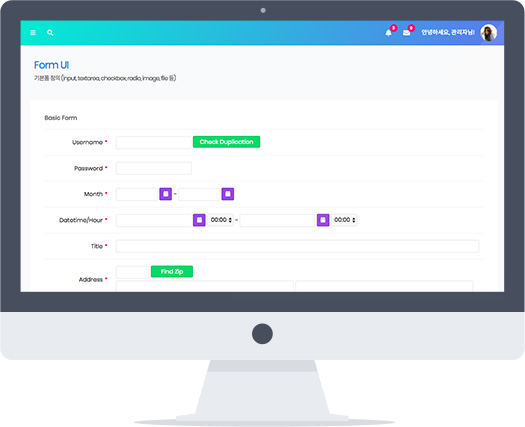 안녕하세요, 관리자님!
Form UI
기본폼 정의 (input, textarea, checkbox, radio, image, file 등)
Basic Form
Username *
Check Duplication
Password *
Month *
-
Datetime/Hour *
00:00
-
00:00
Title *
Address *
Find Zip